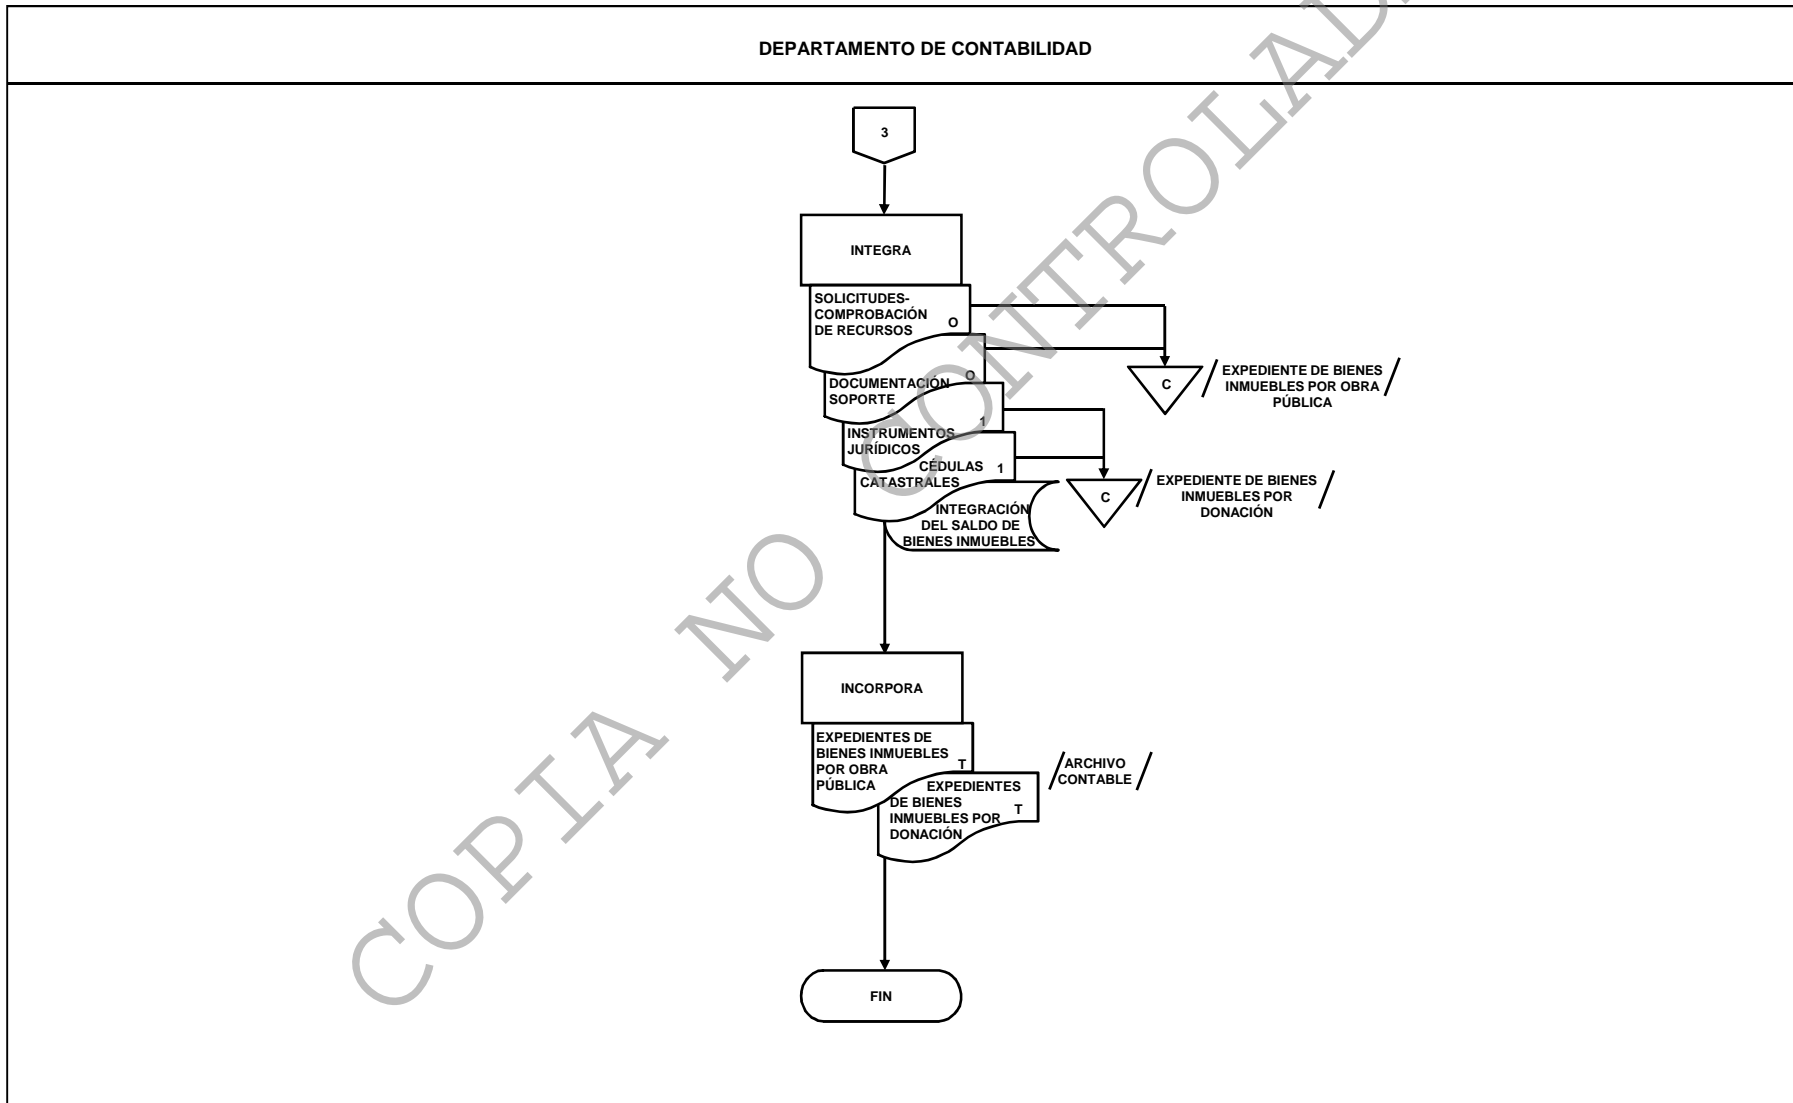 DEPARTAMENTO DE CONTABILIDAD
3
INTEGRA
SOLICITUDES-
COMPROBACIÓN
DE RECURSOS
O
DOCUMENTACIÓN
SOPORTE
O
INSTRUMENTOS
JURÍDICOS
1
CÉDULAS
CATASTRALES
1
INTEGRACIÓN
DEL SALDO DE
BIENES INMUEBLES
C
EXPEDIENTE DE BIENES
INMUEBLES POR OBRA
PÚBLICA
C
EXPEDIENTE DE BIENES
INMUEBLES POR
DONACIÓN
INCORPORA
EXPEDIENTES DE
BIENES INMUEBLES
POR OBRA
PÚBLICA
T
EXPEDIENTES
DE BIENES
INMUEBLES POR
DONACIÓN
T
ARCHIVO
CONTABLE
FIN
COPIA NO CONTROLAD